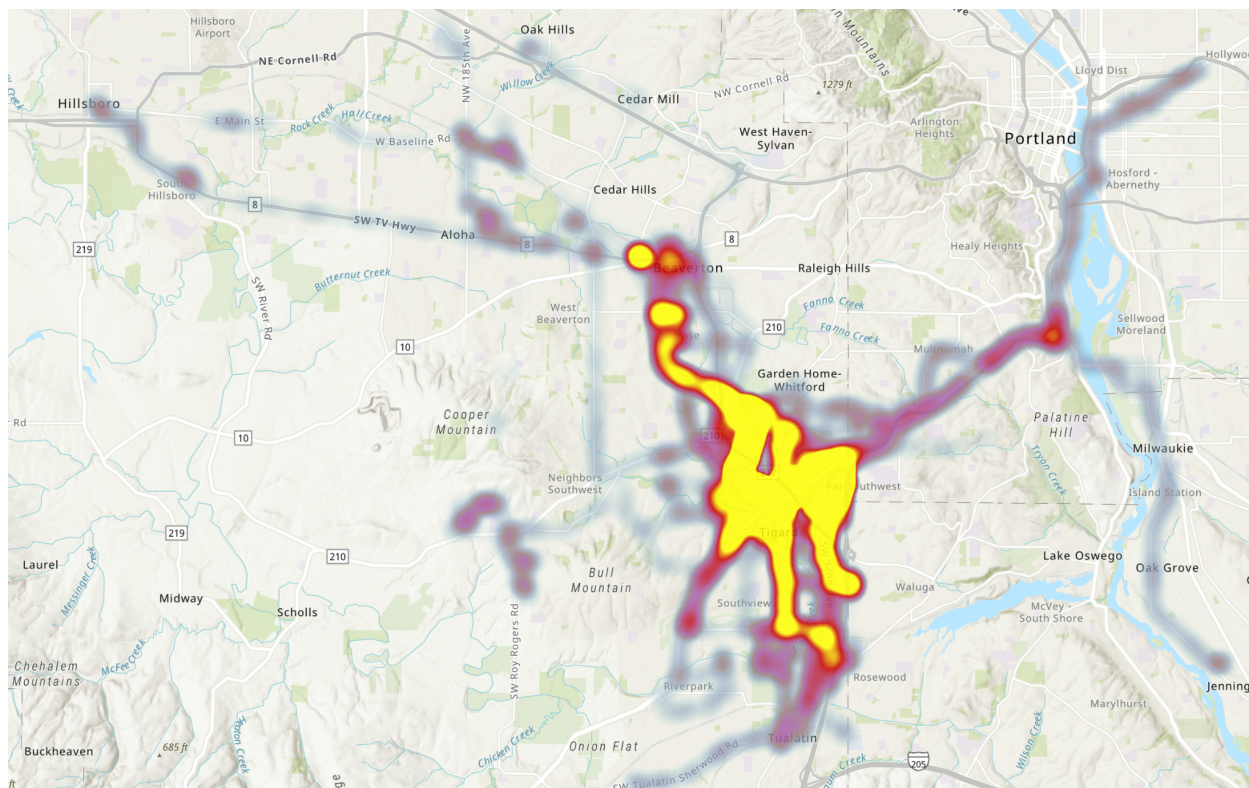 Hillsboro
Airport
Oak Hills
NE Cornell Rd
NW 185th Ave
Willow Creek
Cedar Mill
NW Cornell Rd
1279 ft
Mountains
Lloyd Dist
Hollywood
Hillsboro
E Main St
Rock Creek
Hall Creek
W Baseline Rd
West Haven-
Sylvan
Arlington
Heights
Portland
Hosford -
Abernethy
South
Hillsboro
Cedar Hills
8
SW TV Hwy
Aloha
8
8
219
Beaverton
Raleigh Hills
Healy Heights
Butternut Creek
SW River Rd
West
Beaverton
Fanno Creek
210
Fanno Creek
Sellwood
Moreland
10
Multnomah
Garden Home-
Whitford
Cooper
Mountain
Palatine
Hill
Rd
10
210
Milwaukie
Tryon Creek
Neighbors
Southwest
Far Southwest
Island Station
219
Tigard
210
Laurel
Messinger Creek
Bull
Mountain
Lake Oswego
Oak Grove
Waluga
Midway
Scholls
Southview
McVey -
South Shore
SW Roy Rogers Rd
Chehalem
Mountains
McFee Creek
Riverpark
Rosewood
Jenning
Marylhurst
Heaton Creek
Buckheaven
685 ft
Chicken Creek
Onion Flat
Tualatin
SW Tualatin Sherwood Rd
205
Wilson Creek
ft